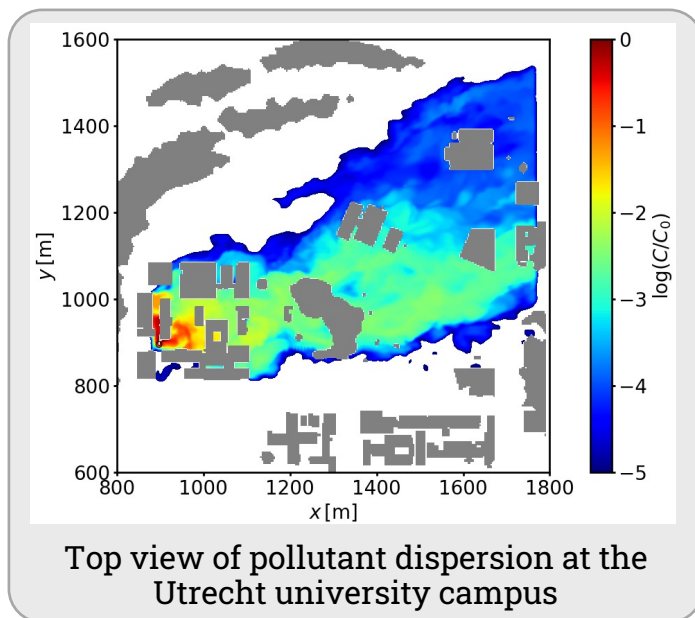 1600
1400
1200
1000
800
600
y [m]
800 1000 1200 1400 1600 1800
x [m]
0
−1
−2
−3
−4
−5
log(C/C₀)
Top view of pollutant dispersion at the
Utrecht university campus